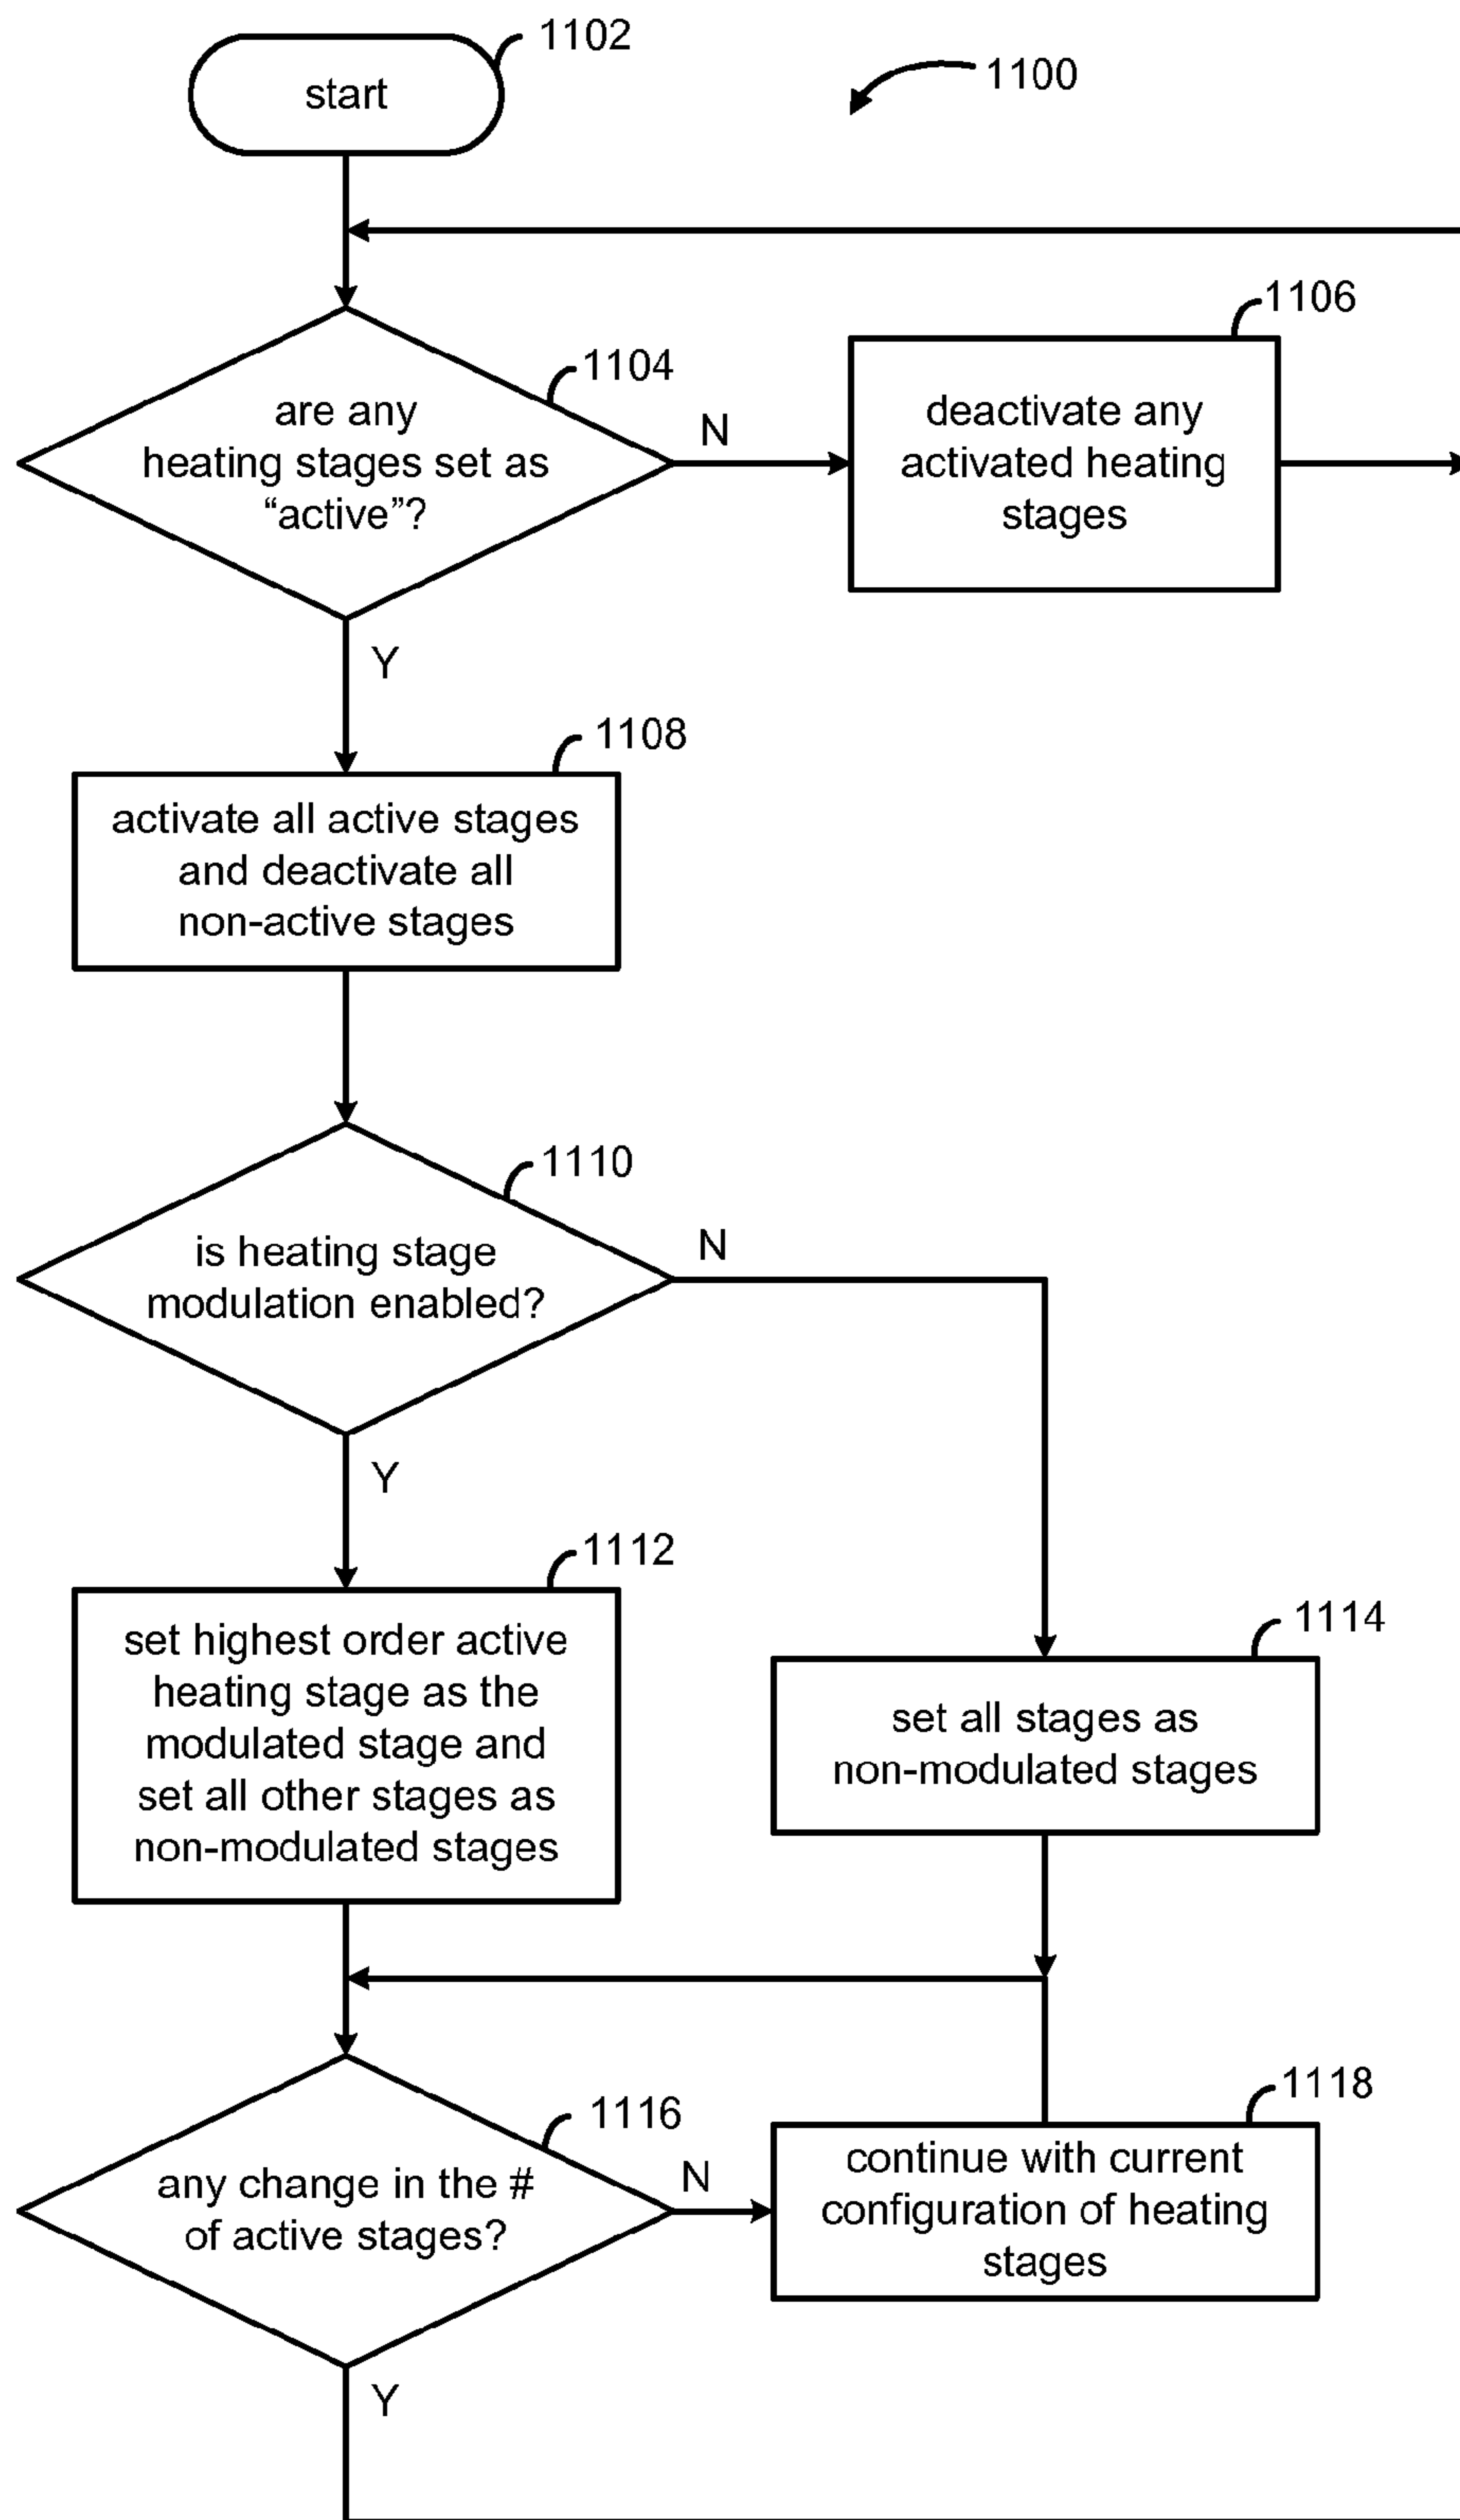 1102
start
1100
1106
1104
are any
heating stages set as
“active”?
N
deactivate any
activated heating
stages
Y
1108
activate all active stages
and deactivate all
non-active stages
1110
is heating stage
modulation enabled?
N
Y
1112
set highest order active
heating stage as the
modulated stage and
set all other stages as
non-modulated stages
1114
set all stages as
non-modulated stages
1116
any change in the #
of active stages?
N
1118
continue with current
configuration of heating
stages
Y